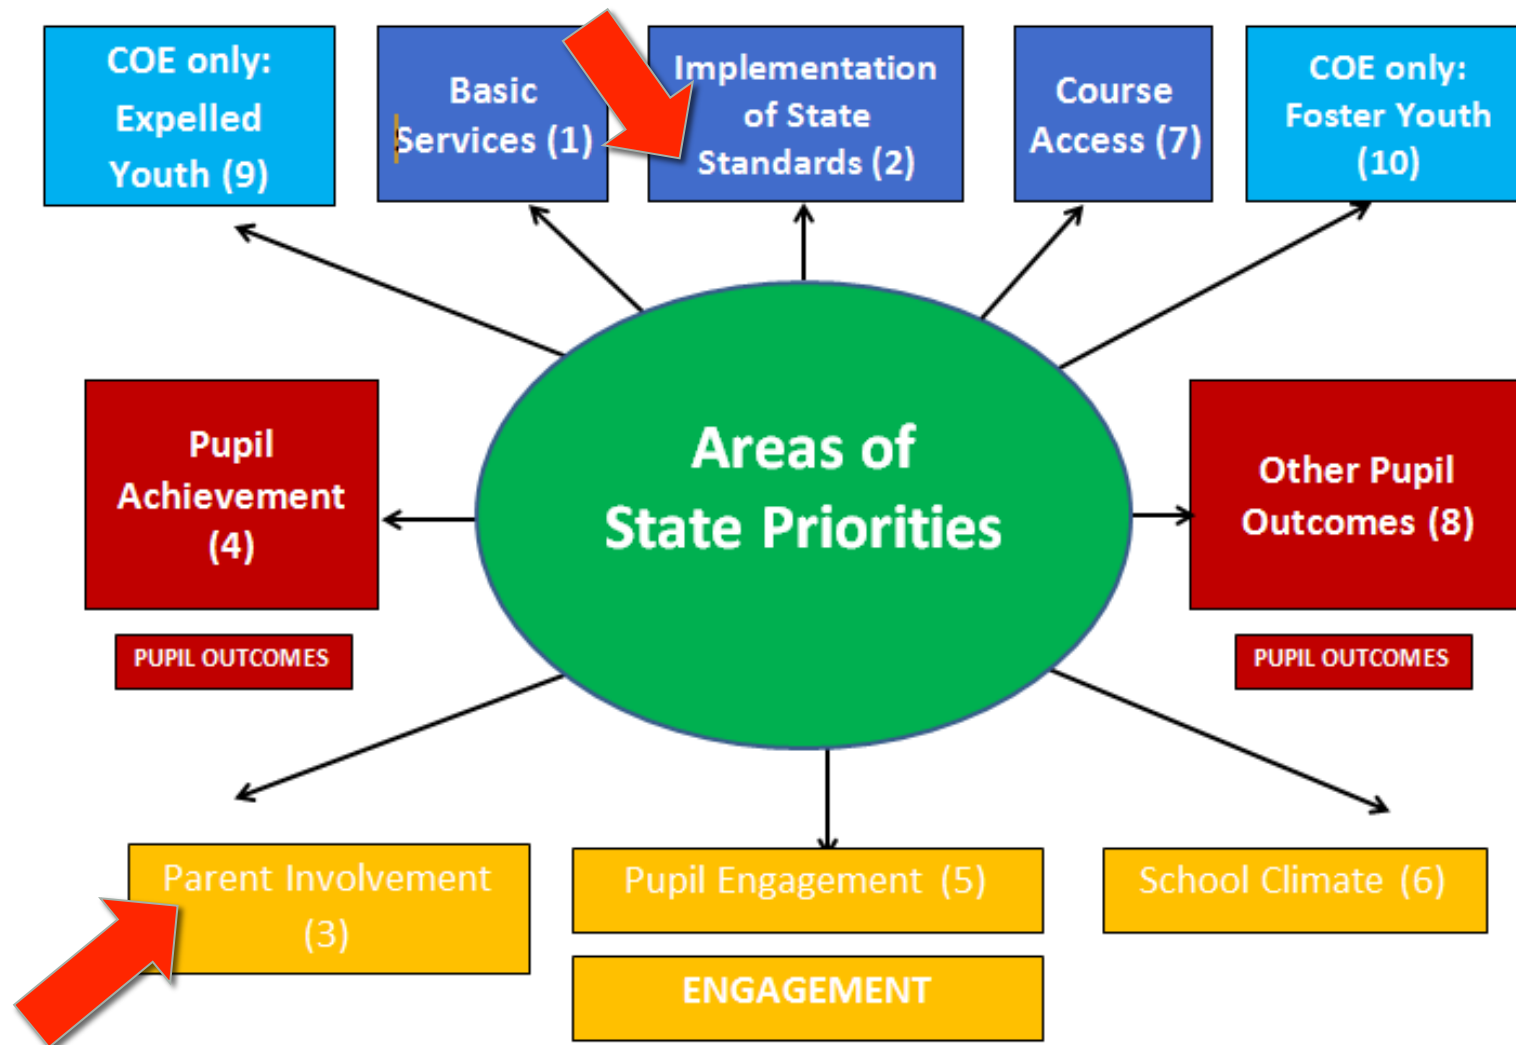 COE only:
Expelled
Youth (9)
Basic
Services (1)
Implementation
of State
Standards (2)
Course
Access (7)
COE only:
Foster Youth
(10)
Areas of
State Priorities
Pupil
Achievement
(4)
PUPIL OUTCOMES
Other Pupil
Outcomes (8)
PUPIL OUTCOMES
Parent Involvement
(3)
Pupil Engagement (5)
School Climate (6)
ENGAGEMENT